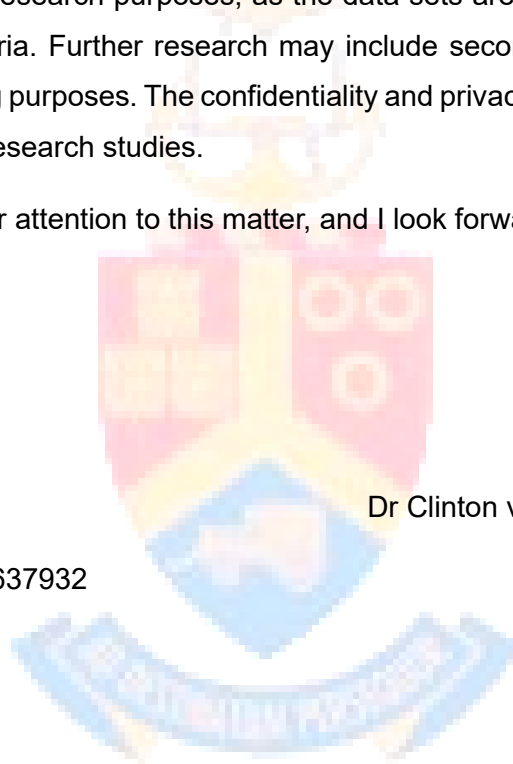 research purposes, as the data sets are
ria. Further research may include seco
g purposes. The confidentiality and privac
esearch studies.
r attention to this matter, and I look forwa
Dr Clinton v
637932